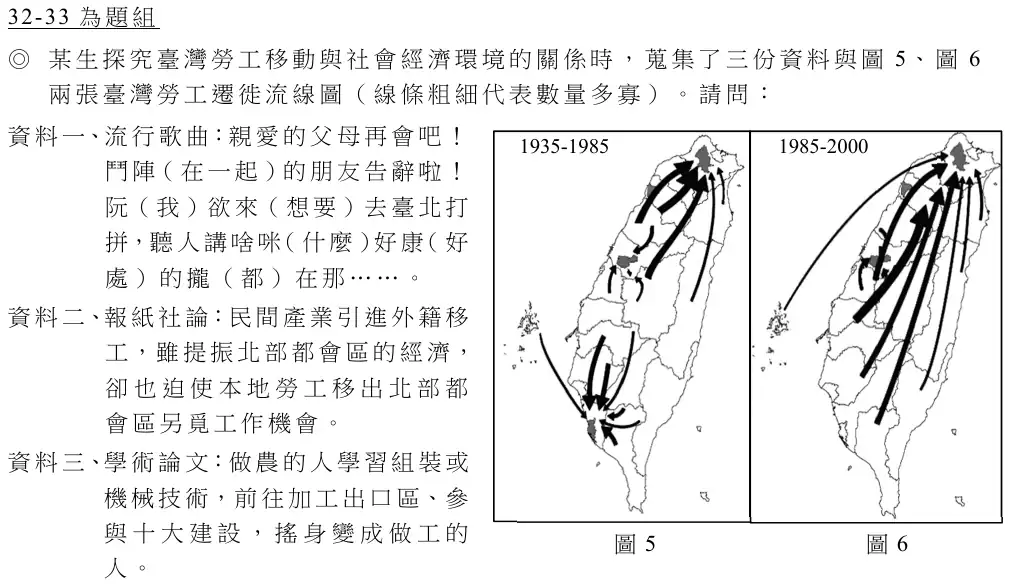 32-33 為題組
◎ 某生探究臺灣勞工移動與社會經濟環境的關係時，蒐集了三份資料與圖 5、圖 6
兩張臺灣勞工遷徙流線圖（線條粗細代表數量多寡）。請問：
資料一、流行歌曲：親愛的父母再會吧！
鬥陣（在一起）的朋友告辭啦！
阮（我）欲來（想要）去臺北打
拼，聽人講啥咪（什麼）好康（好
處）的攏（都）在那⋯⋯。
資料二、報紙社論：民間產業引進外籍移
工，雖提振北部都會區的經濟，
卻也迫使本地勞工移出北部都
會區另覓工作機會。
資料三、學術論文：做農的人學習組裝或
機械技術，前往加工出口區、參
與十大建設，搖身變成做工的
人。
1935-1985
1985-2000
圖 5
圖 6